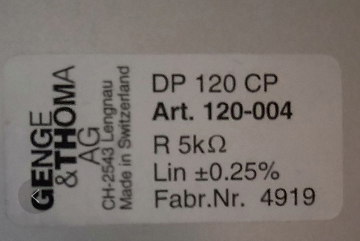 GENGE
& THOMA
AG
CH-2543 Lengnau
Made in Switzerland
DP 120 CP
Art. 120-004
R 5kΩ
Lin ±0.25%
Fabr.Nr. 4919